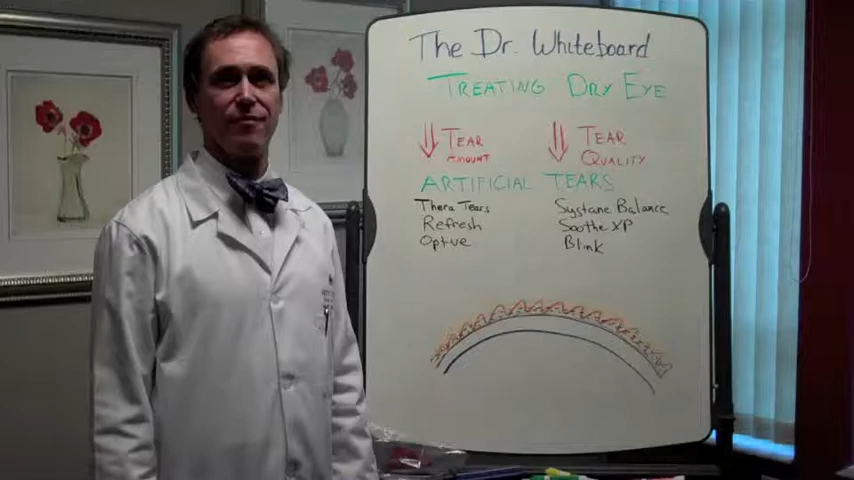 The Dr. Whiteboard
TREATING DRY EYE
TEAR AMOUNT
TEAR QUALITY
ARTIFICIAL TEARS
Thera Tears
Refresh
Optive
Systane Balance
Soothe XP
Blink